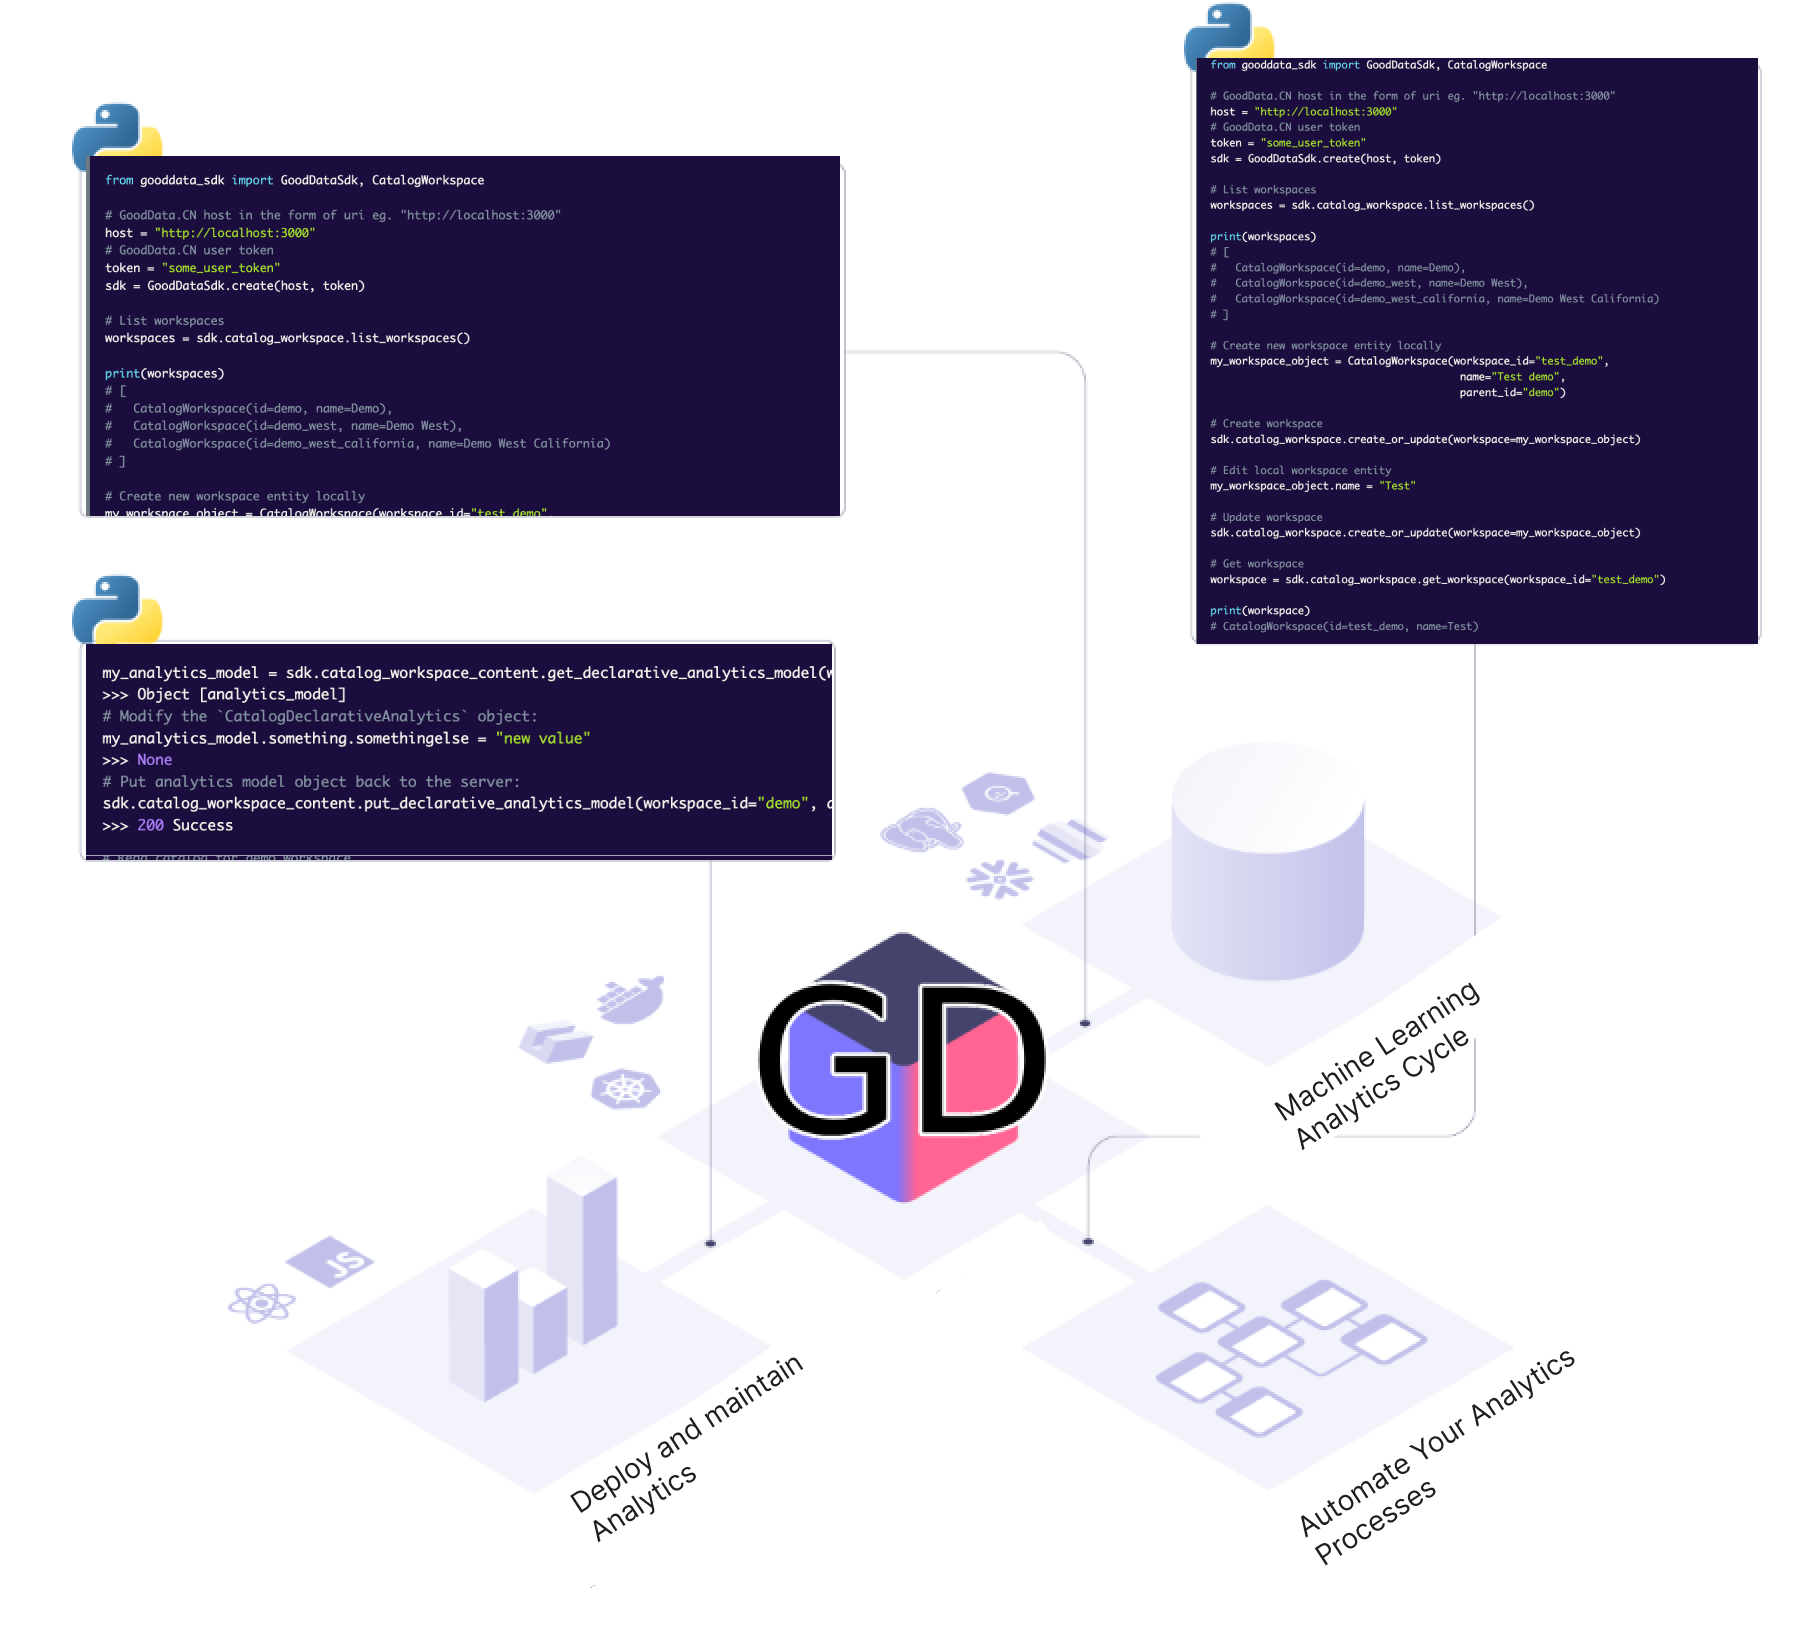 from gooddata_sdk import GoodDataSdk, CatalogWorkspace
# GoodData.CN host in the form of uri eg. "http://localhost:3000"
host = "http://localhost:3000"
# GoodData.CN user token
token = "some_user_token"
sdk = GoodDataSdk.create(host, token)
# List workspaces
workspaces = sdk.catalog_workspace.list_workspaces()
print(workspaces)
# [
#   CatalogWorkspace(id=demo, name=Demo),
#   CatalogWorkspace(id=demo_west, name=Demo West),
#   CatalogWorkspace(id=demo_west_california, name=Demo West California)
# ]
# Create new workspace entity locally
my_workspace_object = CatalogWorkspace(workspace_id="test_demo",
my_analytics_model = sdk.catalog_workspace_content.get_declarative_analytics_model(w
>>> Object [analytics_model]
# Modify the `CatalogDeclarativeAnalytics` object:
my_analytics_model.something.somethingelse = "new value"
>>> None
# Put analytics model object back to the server:
sdk.catalog_workspace_content.put_declarative_analytics_model(workspace_id="demo", a
>>> 200 Success
# Read catalog for demo workspace
from gooddata_sdk import GoodDataSdk, CatalogWorkspace
# GoodData.CN host in the form of uri eg. "http://localhost:3000"
host = "http://localhost:3000"
# GoodData.CN user token
token = "some_user_token"
sdk = GoodDataSdk.create(host, token)
# List workspaces
workspaces = sdk.catalog_workspace.list_workspaces()
print(workspaces)
# [
#   CatalogWorkspace(id=demo, name=Demo),
#   CatalogWorkspace(id=demo_west, name=Demo West),
#   CatalogWorkspace(id=demo_west_california, name=Demo West California)
# ]
# Create new workspace entity locally
my_workspace_object = CatalogWorkspace(workspace_id="test_demo",
name="Test demo",
parent_id="demo")
# Create workspace
sdk.catalog_workspace.create_or_update(workspace=my_workspace_object)
# Edit local workspace entity
my_workspace_object.name = "Test"
# Update workspace
sdk.catalog_workspace.create_or_update(workspace=my_workspace_object)
# Get workspace
workspace = sdk.catalog_workspace.get_workspace(workspace_id="test_demo")
print(workspace)
# CatalogWorkspace(id=test_demo, name=Test)
GD
Machine Learning
Analytics Cycle
JS
Deploy and maintain
Analytics
Automate Your Analytics
Processes